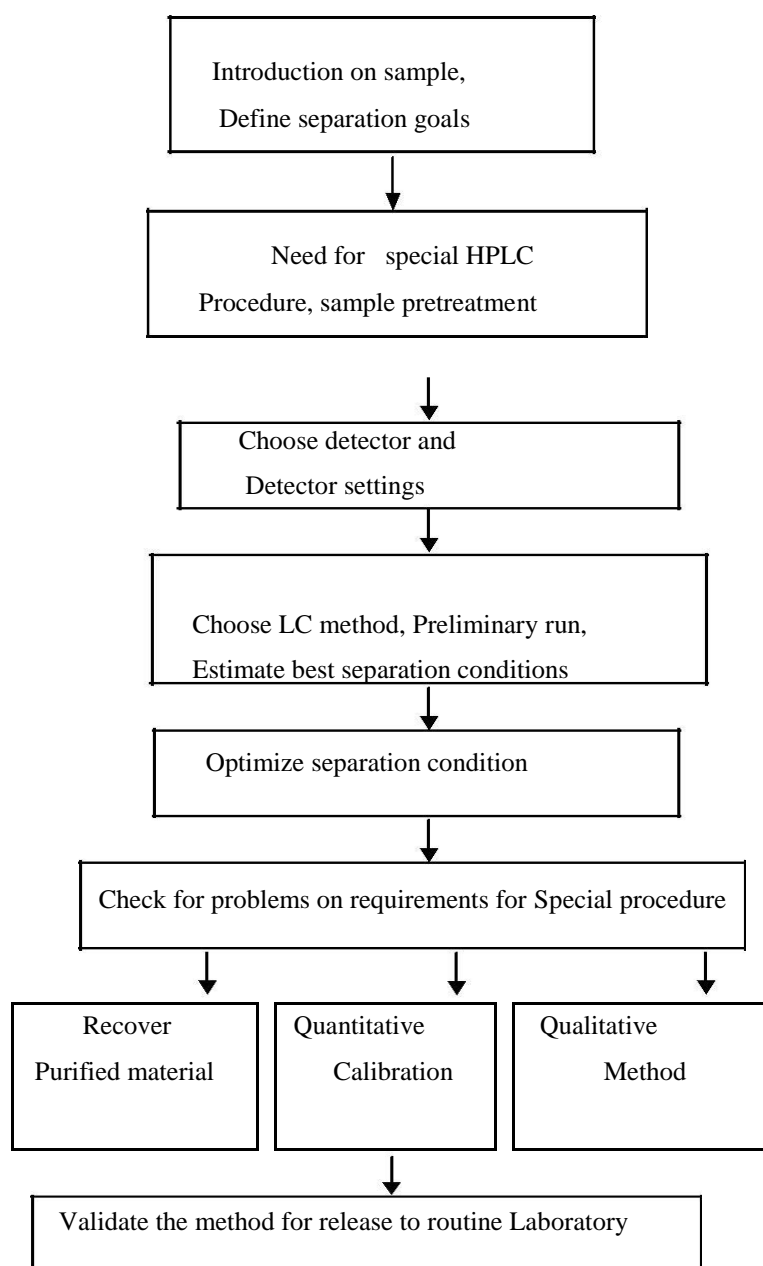 Introduction on sample,
Define separation goals
Need for special HPLC
Procedure, sample pretreatment
Choose detector and
Detector settings
Choose LC method, Preliminary run,
Estimate best separation conditions
Optimize separation condition
Check for problems on requirements for Special procedure
Recover
Purified material
Quantitative
Calibration
Qualitative
Method
Validate the method for release to routine Laboratory